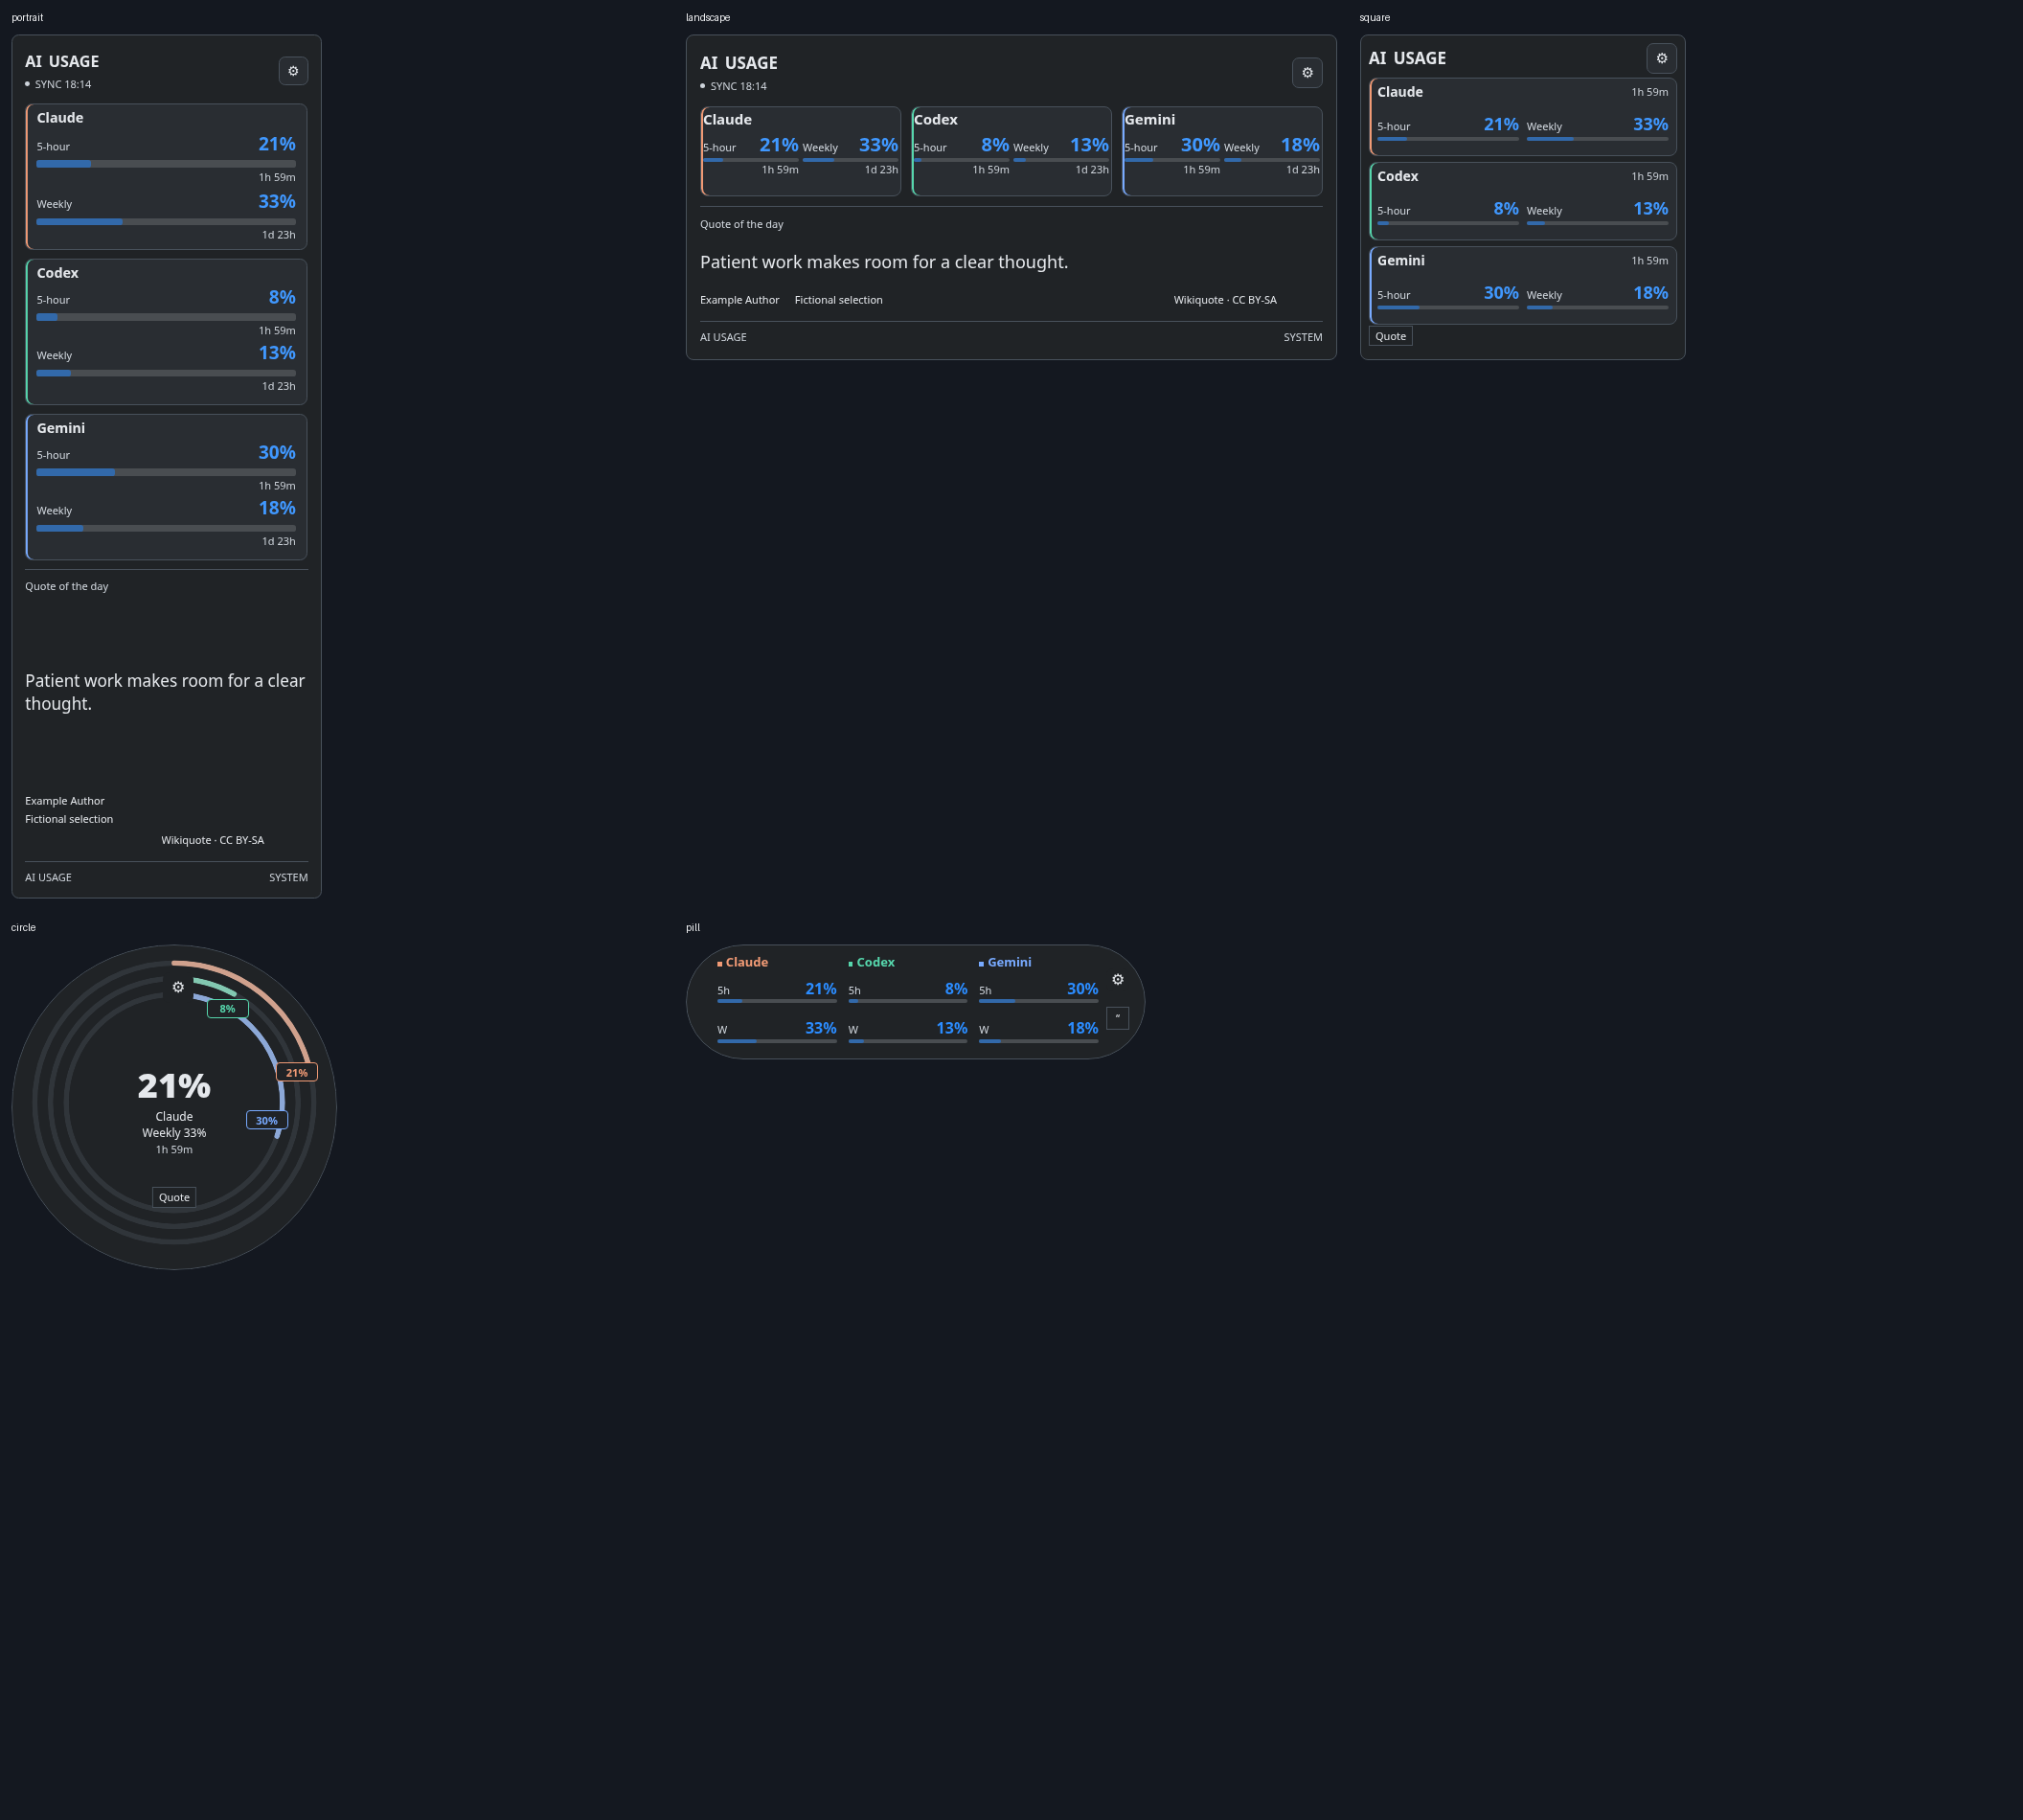 portrait
AI USAGE
SYNC 18:14
⚙
Claude
5-hour 21%
1h 59m
Weekly 33%
1d 23h
Codex
5-hour 8%
1h 59m
Weekly 13%
1d 23h
Gemini
5-hour 30%
1h 59m
Weekly 18%
1d 23h
Quote of the day
Patient work makes room for a clear
thought.
Example Author
Fictional selection
Wikiquote · CC BY-SA
AI USAGE SYSTEM
landscape
AI USAGE
SYNC 18:14
⚙
Claude
5-hour 21% Weekly 33%
1h 59m 1d 23h
Codex
5-hour 8% Weekly 13%
1h 59m 1d 23h
Gemini
5-hour 30% Weekly 18%
1h 59m 1d 23h
Quote of the day
Patient work makes room for a clear thought.
Example Author Fictional selection Wikiquote · CC BY-SA
AI USAGE SYSTEM
square
AI USAGE
⚙
Claude 1h 59m
5-hour 21% Weekly 33%
Codex 1h 59m
5-hour 8% Weekly 13%
Gemini 1h 59m
5-hour 30% Weekly 18%
Quote
circle
⚙
8%
21%
30%
21%
Claude
Weekly 33%
1h 59m
Quote
pill
Claude Codex Gemini
⚙
5h 21% 5h 8% 5h 30%
"
W 33% W 13% W 18%